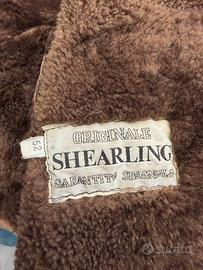 ORIGINALE
SHEARLING
GARANTITO SPAGNOLO
52
subito